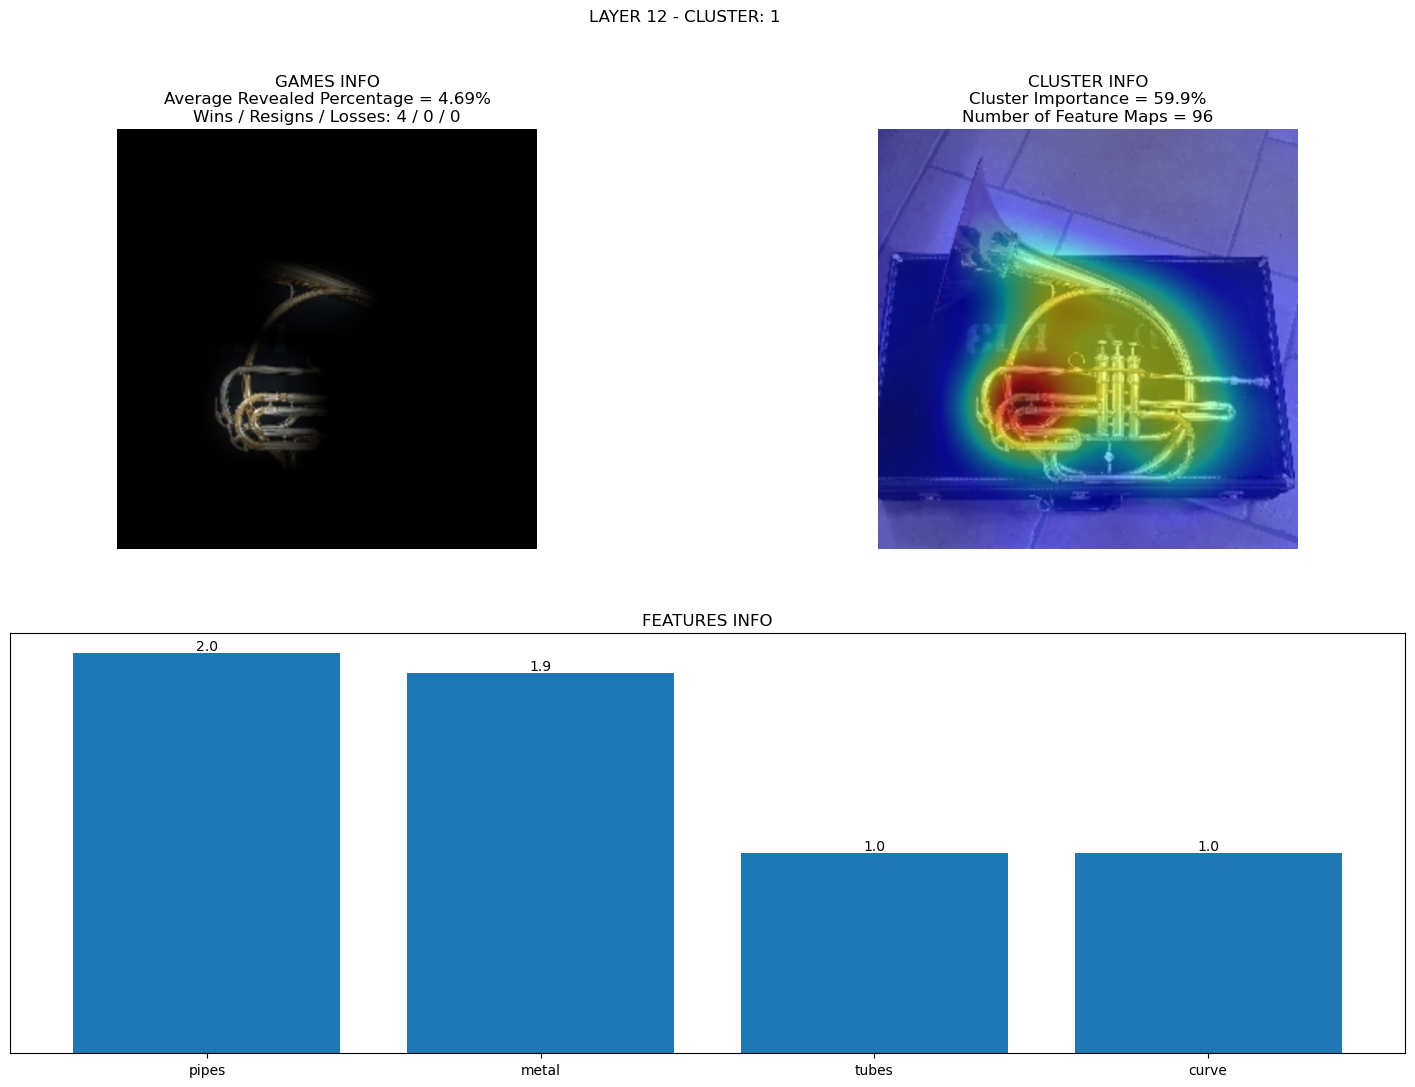 LAYER 12 - CLUSTER: 1
GAMES INFO
Average Revealed Percentage = 4.69%
Wins / Resigns / Losses: 4 / 0 / 0
CLUSTER INFO
Cluster Importance = 59.9%
Number of Feature Maps = 96
FEATURES INFO
2.0
1.9
1.0
1.0
pipes
metal
tubes
curve